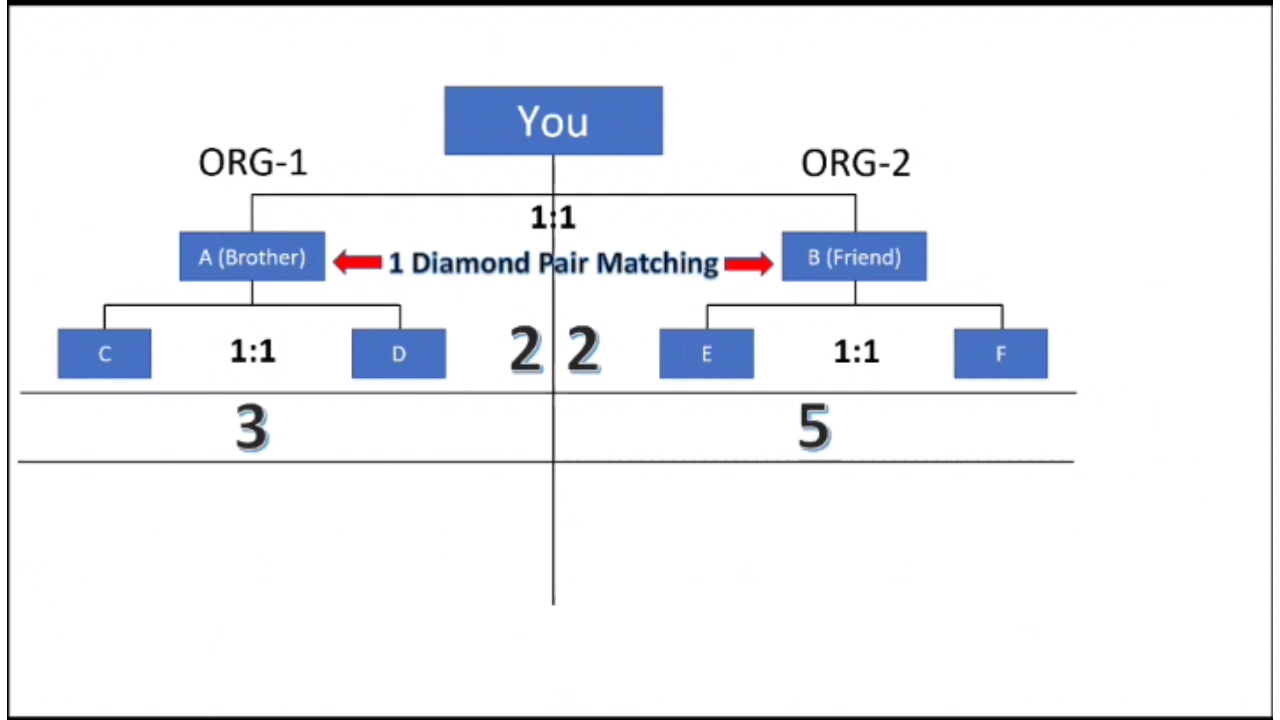 You
ORG-1 ORG-2
1:1
A (Brother) 1 Diamond Pair Matching B (Friend)
C 1:1 D 2 2 E 1:1 F
3 5